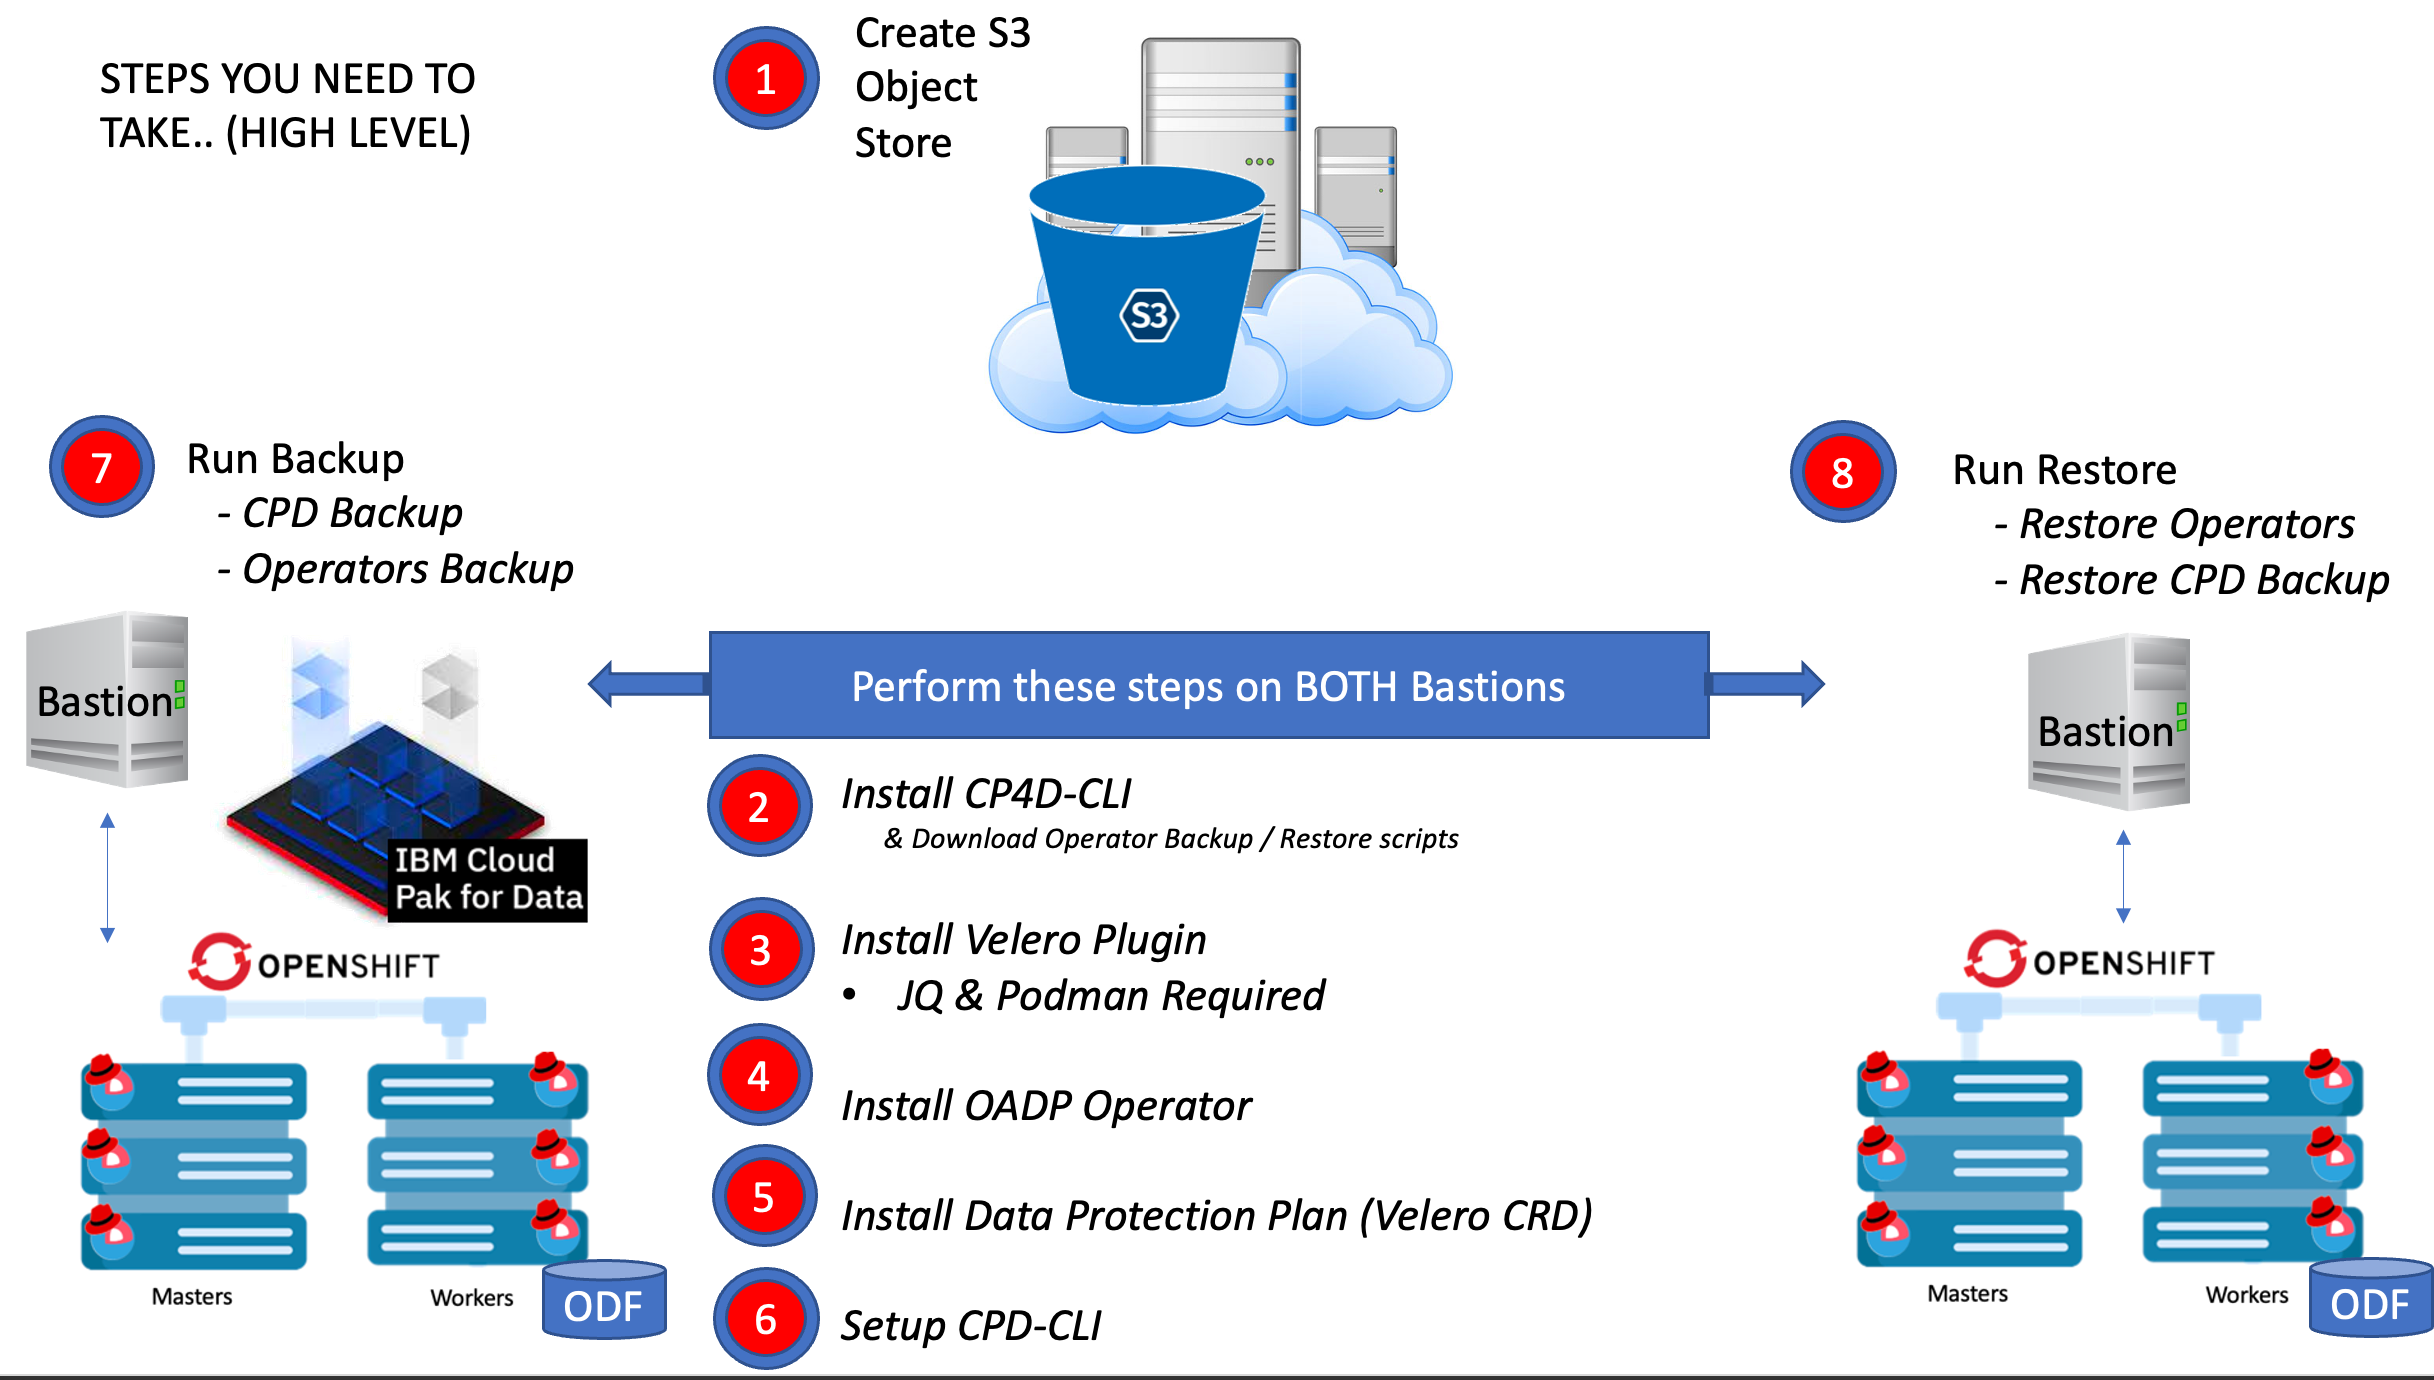 STEPS YOU NEED TO
TAKE.. (HIGH LEVEL)
1
Create S3
Object
Store
S3
7
Run Backup
- CPD Backup
- Operators Backup
8
Run Restore
- Restore Operators
- Restore CPD Backup
Bastion
IBM Cloud
Pak for Data
OPENSHIFT
Masters
Workers
ODF
Perform these steps on BOTH Bastions
2
Install CP4D-CLI
& Download Operator Backup / Restore scripts
3
Install Velero Plugin
• JQ & Podman Required
4
Install OADP Operator
5
Install Data Protection Plan (Velero CRD)
6
Setup CPD-CLI
Bastion
OPENSHIFT
Masters
Workers
ODF